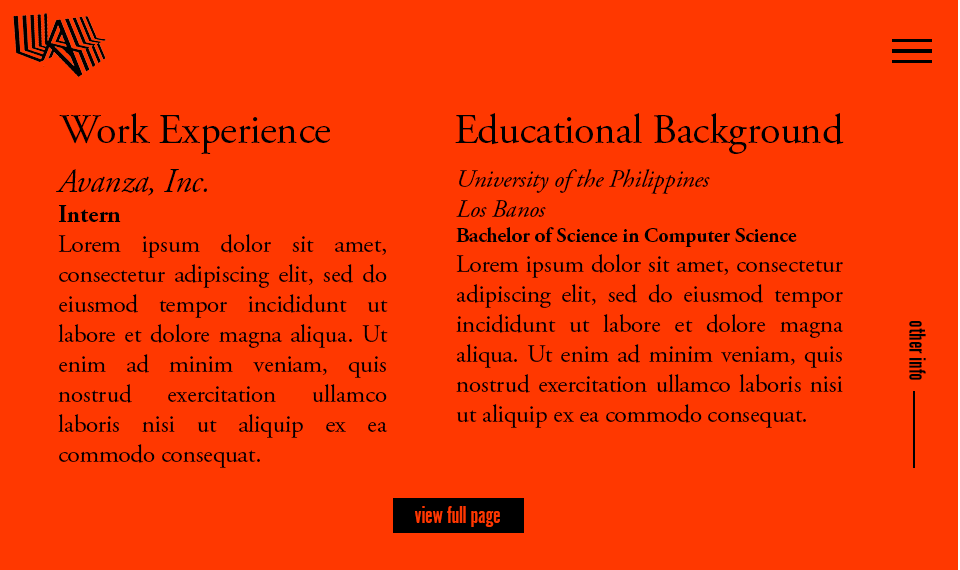 Work Experience
Avanza, Inc.
Intern
Lorem ipsum dolor sit amet,
consectetur adipiscing elit, sed do
eiusmod tempor incididunt ut
labore et dolore magna aliqua. Ut
enim ad minim veniam, quis
nostrud exercitation ullamco
laboris nisi ut aliquip ex ea
commodo consequat.
Educational Background
University of the Philippines
Los Banos
Bachelor of Science in Computer Science
Lorem ipsum dolor sit amet, consectetur
adipiscing elit, sed do eiusmod tempor
incididunt ut labore et dolore magna
aliqua. Ut enim ad minim veniam, quis
nostrud exercitation ullamco laboris nisi
ut aliquip ex ea commodo consequat.
other info
view full page